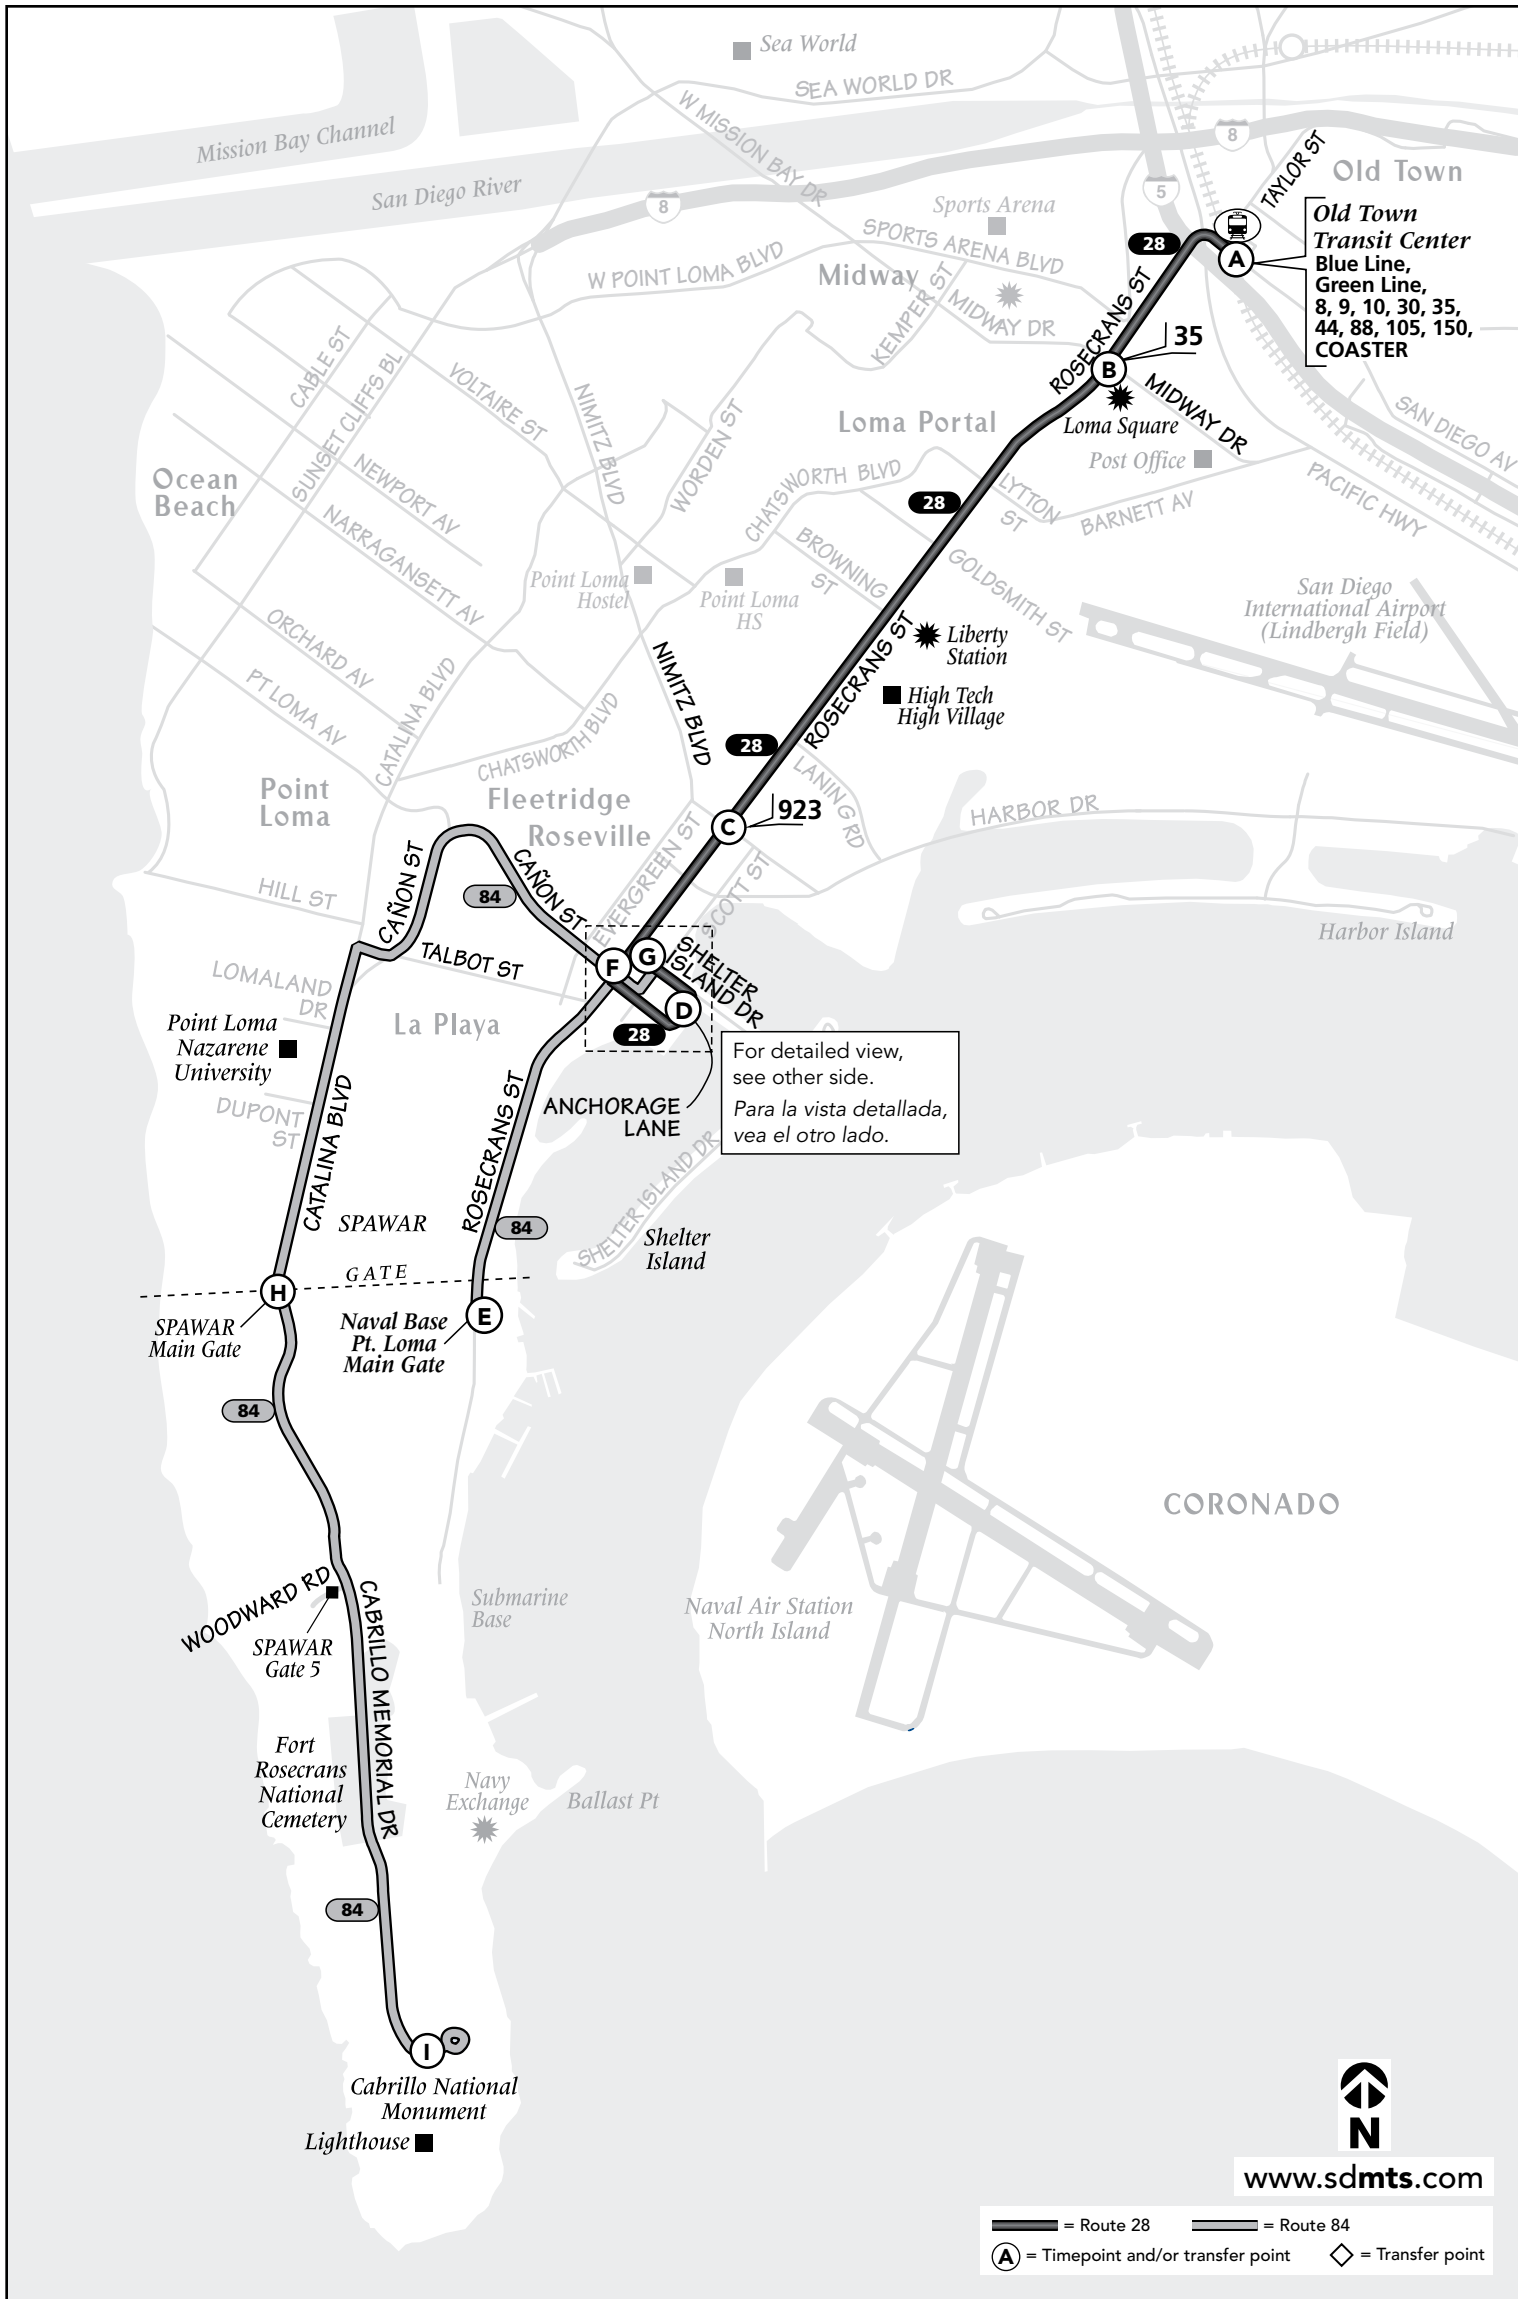 Sea World
SEA WORLD DR
Mission Bay Channel
W MISSION BAY DR
8
TAYLOR ST
Old Town
San Diego River
8
5
Sports Arena
Old Town
Transit Center
Blue Line,
Green Line,
8, 9, 10, 30, 35,
44, 88, 105, 150,
COASTER
28
A
W POINT LOMA BLVD
SPORTS ARENA BLVD
Midway
KEMPER ST
MIDWAY DR
ROSECRANS ST
35
B
MIDWAY DR
Loma Square
CABLE ST
SUNSET CLIFFS BL
VOLTAIRE ST
NIMITZ BLVD
WORDEN ST
Loma Portal
SAN DIEGO AV
Post Office
PACIFIC HWY
Ocean
Beach
NEWPORT AV
NARRAGANSETT AV
CHATSWORTH BLVD
28
LYTTON
ST
BARNETT AV
BROWNING
ST
GOLDSMITH ST
Point Loma
Hostel
Point Loma
HS
San Diego
International Airport
(Lindbergh Field)
ORCHARD AV
PT LOMA AV
CATALINA BLVD
NIMITZ BLVD
ROSECRANS ST
Liberty
Station
High Tech
High Village
CHATSWORTH BLVD
28
LANING RD
Point
Loma
Fleetridge
Roseville
C
923
HARBOR DR
HILL ST
CAÑON ST
84
CAÑON ST
EVERGREEN ST
SCOTT ST
Harbor Island
TALBOT ST
F
G
SHELTER
ISLAND DR
LOMALAND
DR
D
28
Point Loma
Nazarene
University
La Playa
For detailed view,
see other side.
Para la vista detallada,
vea el otro lado.
ANCHORAGE
LANE
DUPONT
ST
CATALINA BLVD
ROSECRANS ST
SHELTER ISLAND DR
SPAWAR
84
Shelter
Island
GATE
H
E
SPAWAR
Main Gate
Naval Base
Pt. Loma
Main Gate
84
CORONADO
WOODWARD RD
SPAWAR
Gate 5
CABRILLO MEMORIAL DR
Submarine
Base
Naval Air Station
North Island
Fort
Rosecrans
National
Cemetery
Navy
Exchange
Ballast Pt
84
I
Cabrillo National
Monument
Lighthouse
N
www.sdmts.com
= Route 28
= Route 84
A = Timepoint and/or transfer point
= Transfer point